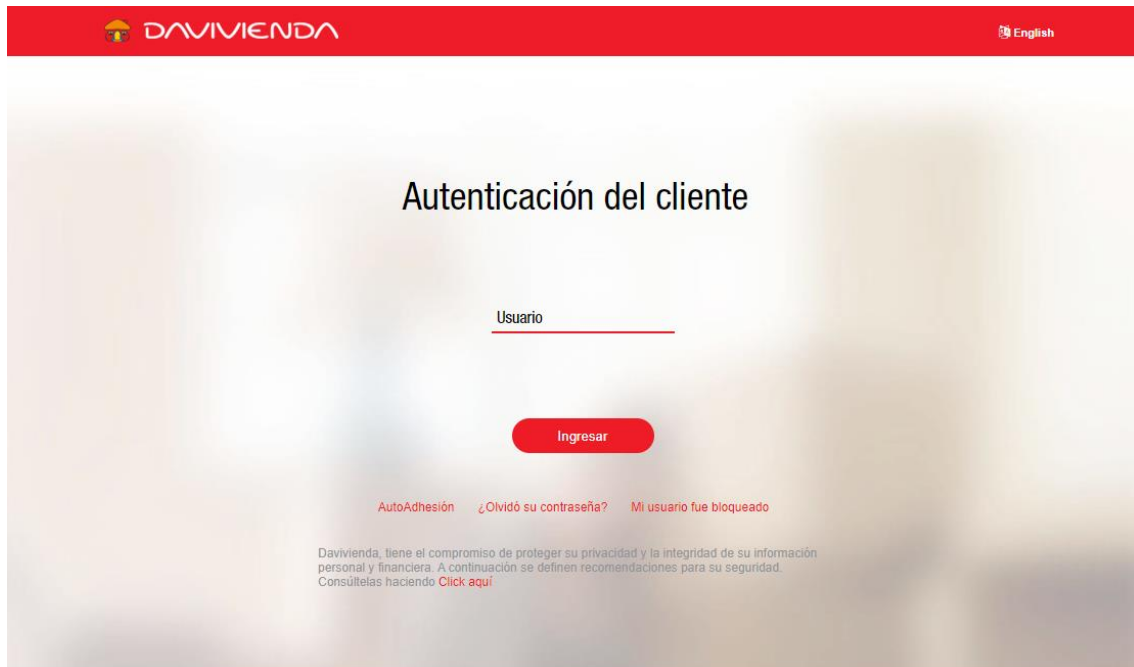 DAVIVIENDA
English
Autenticación del cliente
Usuario
Ingresar
AutoAdhesión ¿Olvidó su contraseña? Mi usuario fue bloqueado
Davivienda, tiene el compromiso de proteger su privacidad y la integridad de su información
personal y financiera. A continuación se definen recomendaciones para su seguridad.
Consúltelas haciendo Click aquí